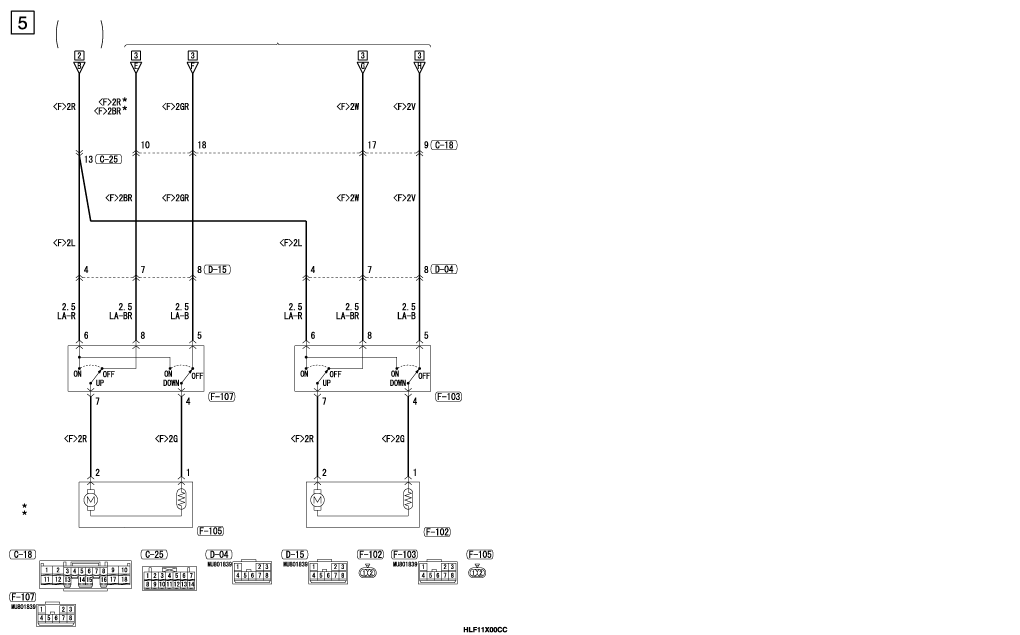 5
2 3 3 3 3
B E F G H
<F>2R <F>2R* <F>2GR <F>2W <F>2V
<F>2BR*
10 18 17 9 C-18
13 C-25
<F>2BR <F>2GR <F>2W <F>2V
<F>2L <F>2L
4 7 8 D-15 4 7 8 D-04
2.5 2.5 2.5 2.5 2.5 2.5
LA-R LA-BR LA-B LA-R LA-BR LA-B
6 8 5 6 8 5
ON OFF ON OFF ON OFF ON OFF
UP DOWN UP DOWN
F-107 F-103
7 4 7 4
<F>2R <F>2G <F>2R <F>2G
2 1 2 1
M M
*
*
F-105 F-102
C-18 C-25 D-04 D-15 F-102 F-103 F-105
MU801839 MU801839 MU801839
1 2 3 4 5 6 7 8 9 10
11 12 13 14 15 16 17 18
1 2 3 4 5 6 7
8 9 10 11 12 13 14
1 2 3
4 5 6 7 8
1 2 3
4 5 6 7 8
1 2
1 2 3
4 5 6 7 8
1 2
F-107
MU801839
1 2 3
4 5 6 7 8
HLF11X00CC